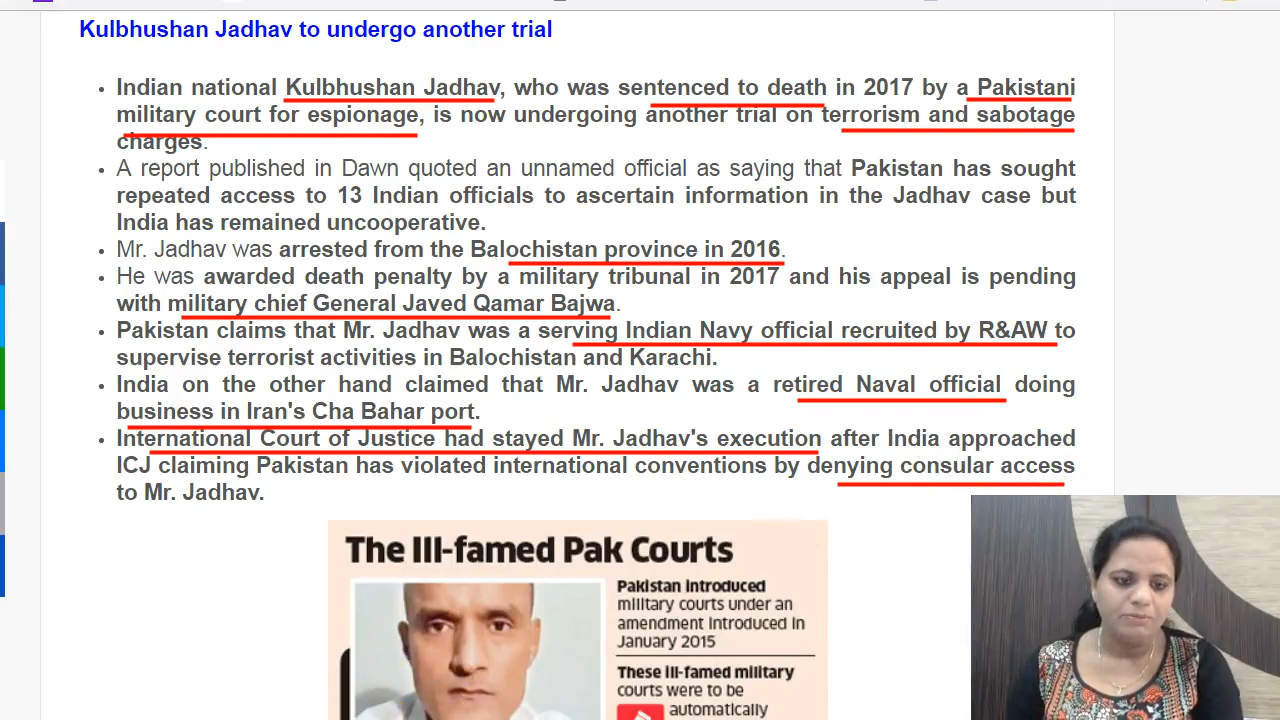 Kulbhushan Jadhav to undergo another trial
Indian national Kulbhushan Jadhav, who was sentenced to death in 2017 by a Pakistani
military court for espionage, is now undergoing another trial on terrorism and sabotage
charges.
A report published in Dawn quoted an unnamed official as saying that Pakistan has sought
repeated access to 13 Indian officials to ascertain information in the Jadhav case but
India has remained uncooperative.
Mr. Jadhav was arrested from the Balochistan province in 2016.
He was awarded death penalty by a military tribunal in 2017 and his appeal is pending
with military chief General Javed Qamar Bajwa.
Pakistan claims that Mr. Jadhav was a serving Indian Navy official recruited by R&AW to
supervise terrorist activities in Balochistan and Karachi.
India on the other hand claimed that Mr. Jadhav was a retired Naval official doing
business in Iran's Cha Bahar port.
International Court of Justice had stayed Mr. Jadhav's execution after India approached
ICJ claiming Pakistan has violated international conventions by denying consular access
to Mr. Jadhav.
The Ill-famed Pak Courts
Pakistan introduced
military courts under an
amendment introduced in
January 2015
These ill-famed military
courts were to be
automatically